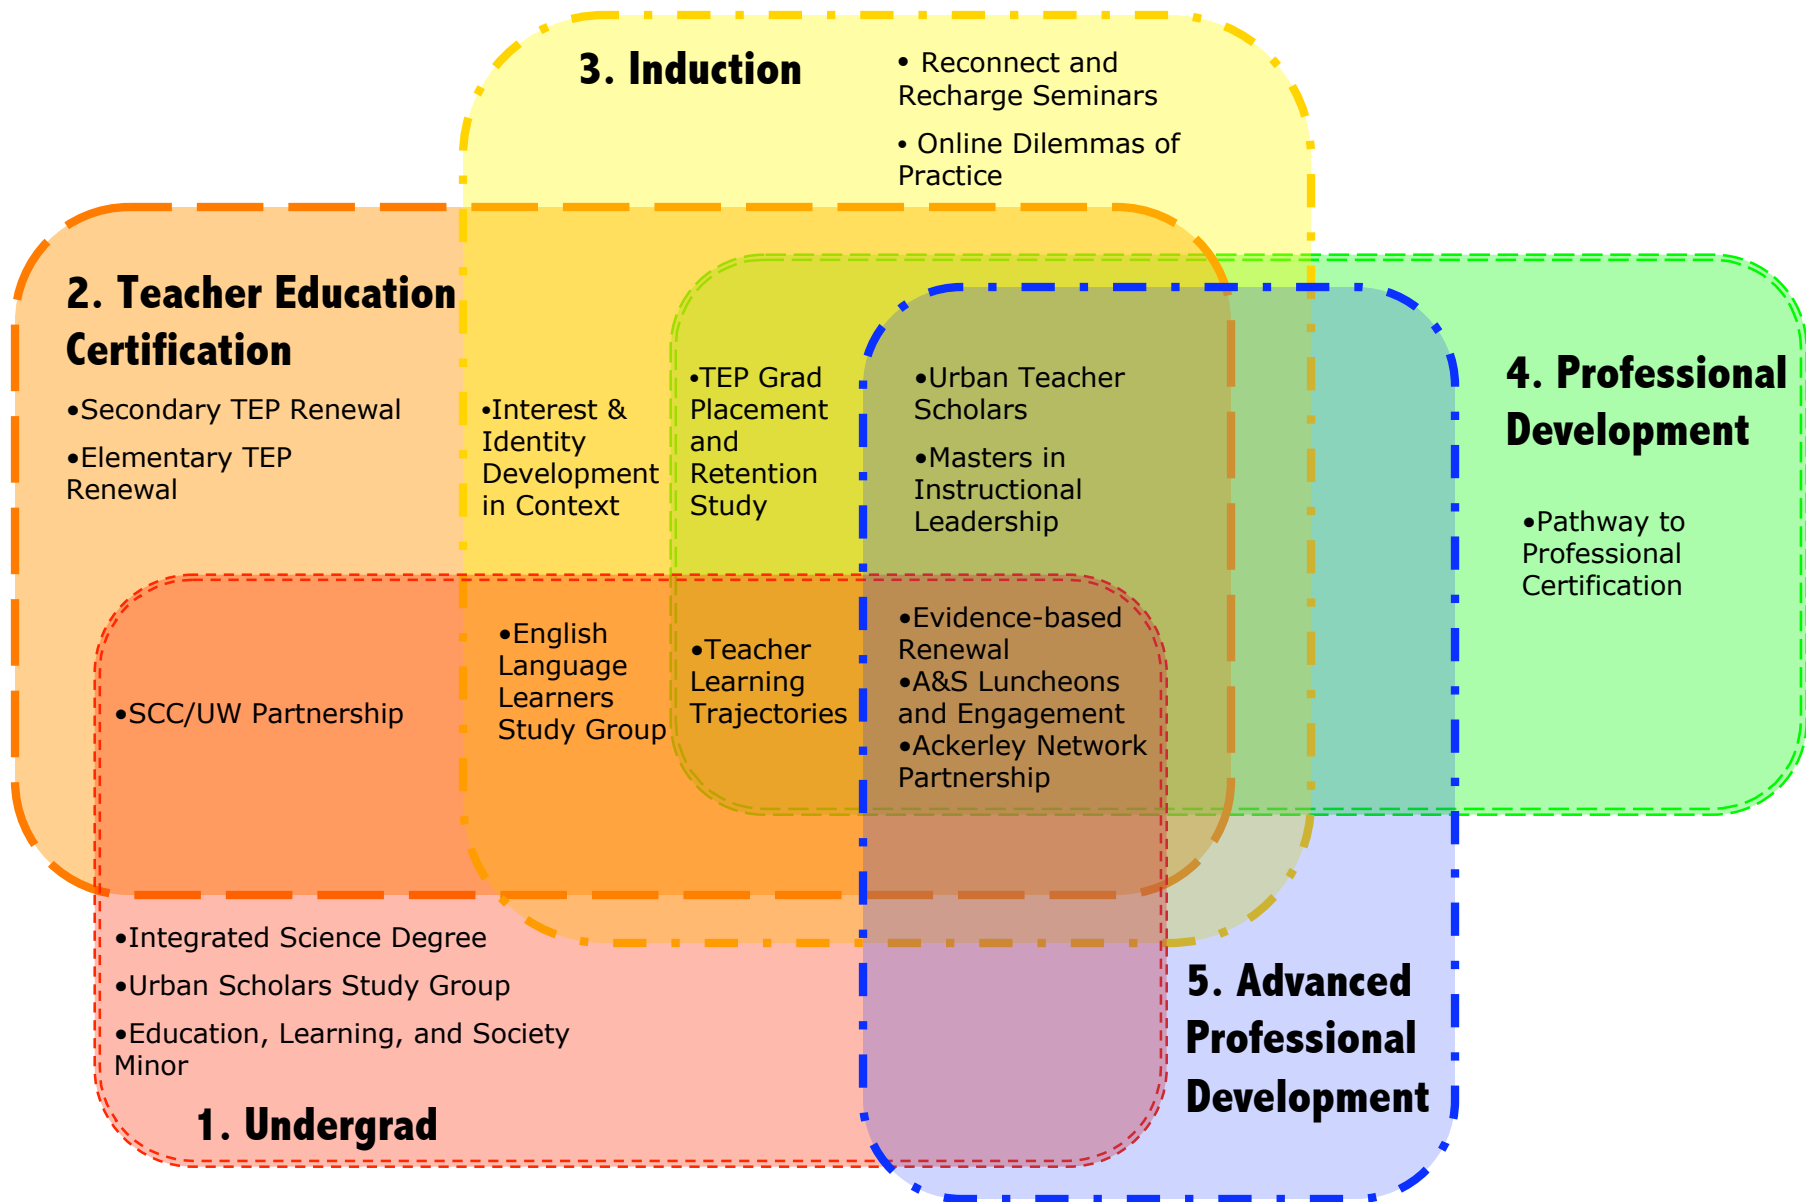 3. Induction
• Reconnect and
Recharge Seminars
• Online Dilemmas of
Practice
2. Teacher Education
Certification
•Secondary TEP Renewal
•Elementary TEP
Renewal
•Interest &
Identity
Development
in Context
•TEP Grad
Placement
and
Retention
Study
•Urban Teacher
Scholars
•Masters in
Instructional
Leadership
4. Professional
Development
•Pathway to
Professional
Certification
•SCC/UW Partnership
•English
Language
Learners
Study Group
•Teacher
Learning
Trajectories
•Evidence-based
Renewal
•A&S Luncheons
and Engagement
•Ackerley Network
Partnership
•Integrated Science Degree
•Urban Scholars Study Group
•Education, Learning, and Society
Minor
1. Undergrad
5. Advanced
Professional
Development